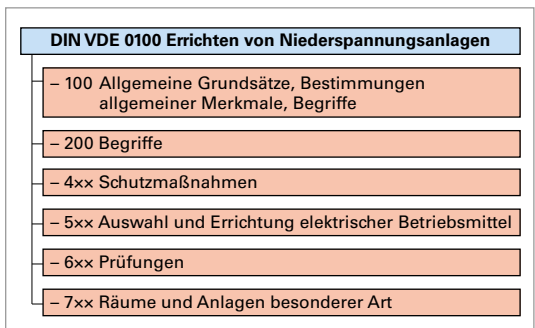 DIN VDE 0100 Errichten von Niederspannungsanlagen
– 100 Allgemeine Grundsätze, Bestimmungen
allgemeiner Merkmale, Begriffe
– 200 Begriffe
– 4×× Schutzmaßnahmen
– 5×× Auswahl und Errichtung elektrischer Betriebsmittel
– 6×× Prüfungen
– 7×× Räume und Anlagen besonderer Art